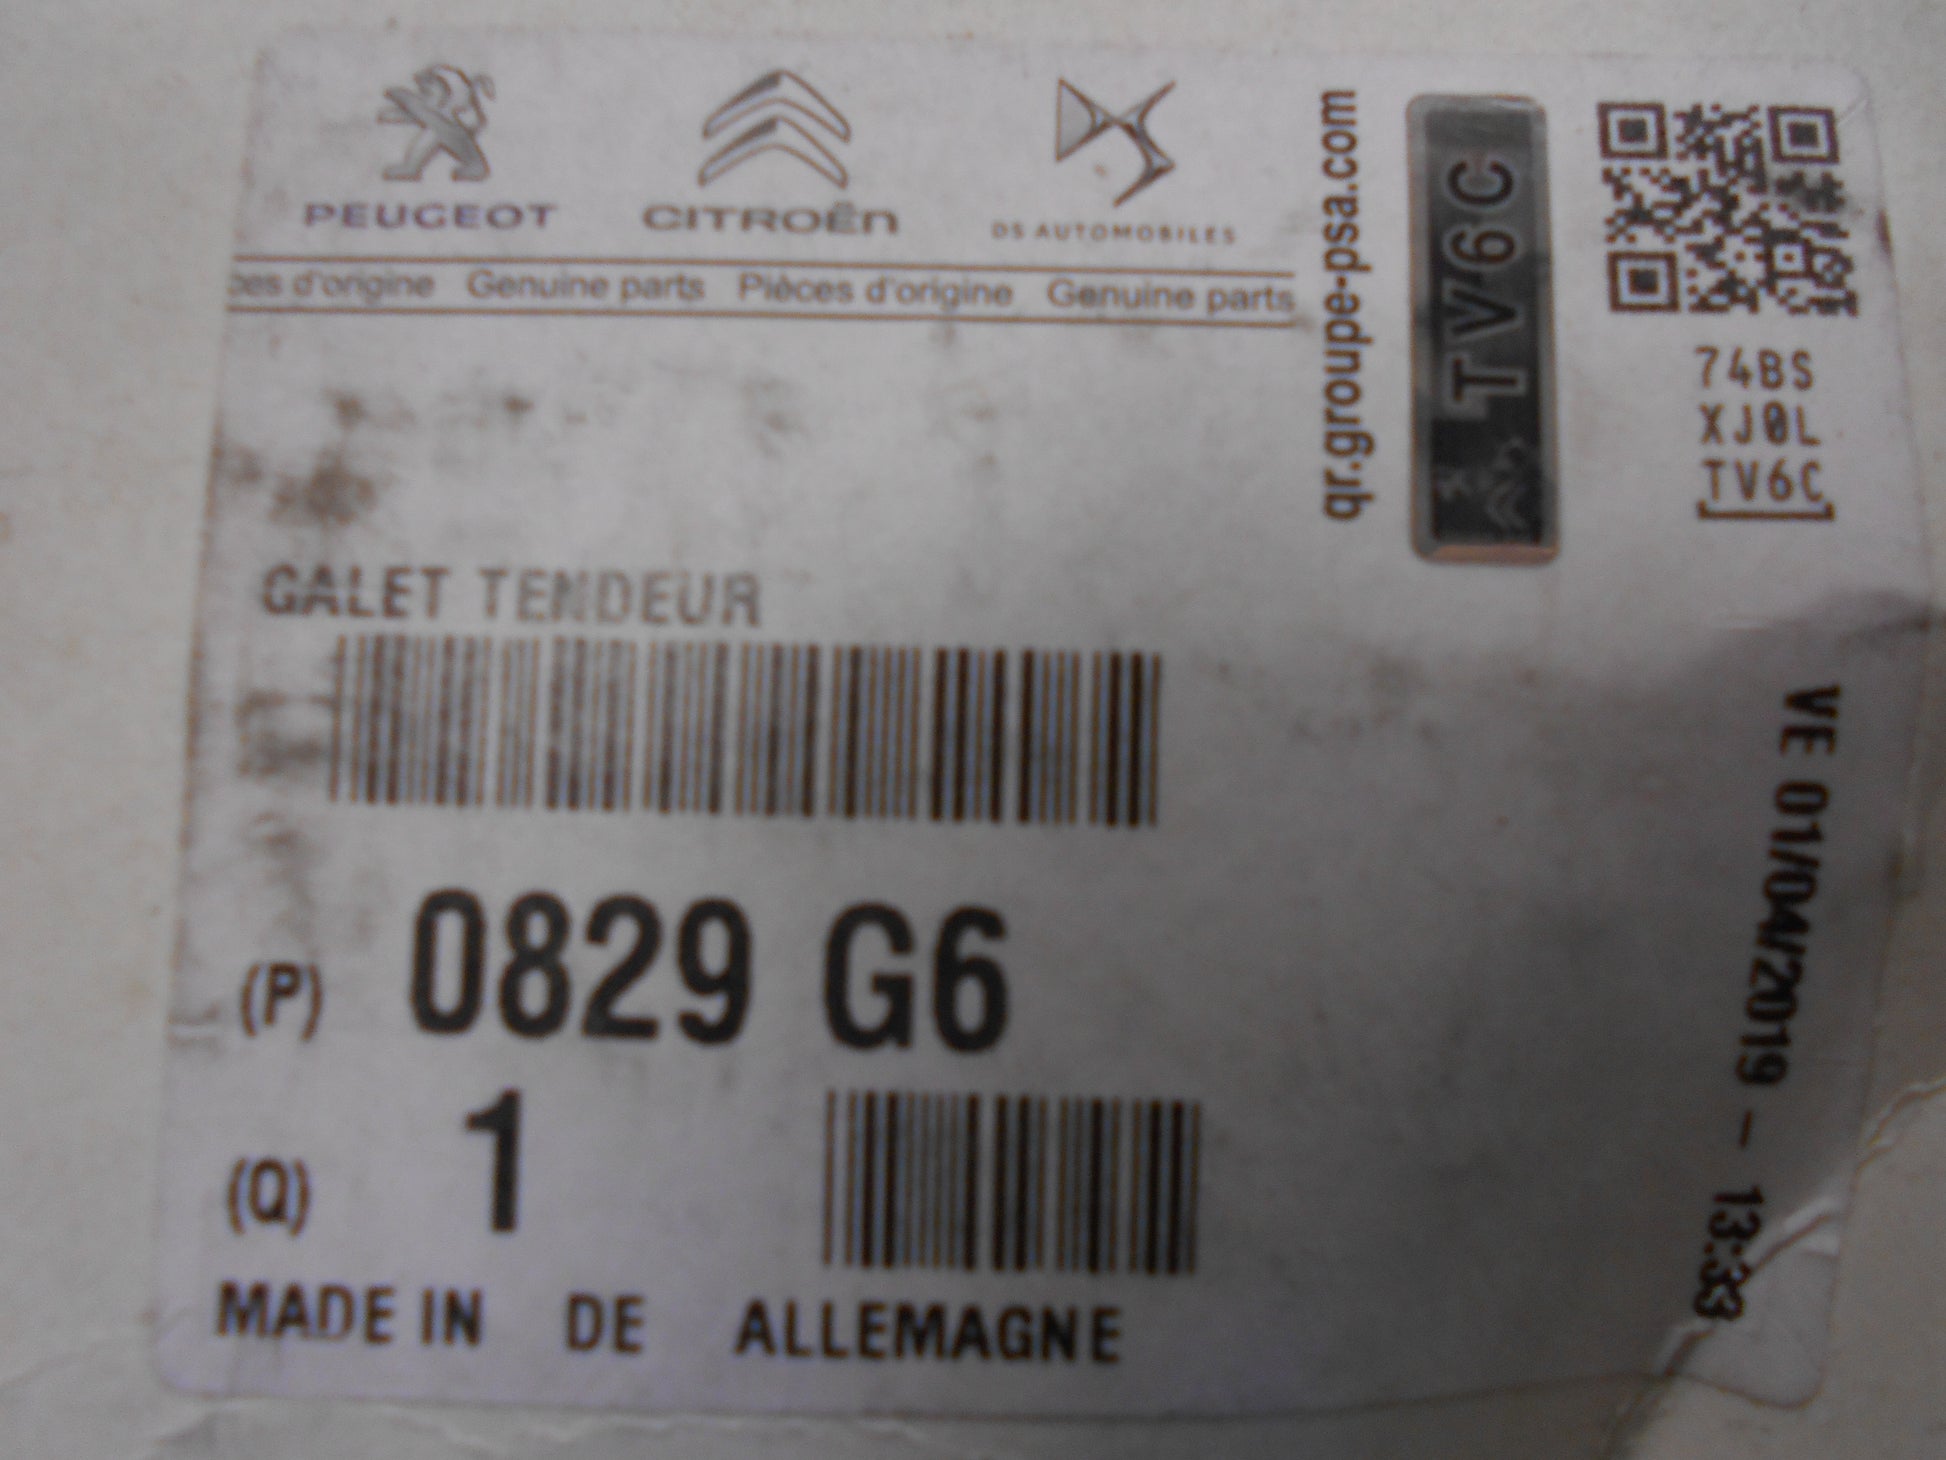 PEUGEOT CITROËN DS AUTOMOBILES
d'origine Genuine parts Pièces d'origine Genuine parts
qr.groupe-psa.com
TV6C
74BS
XJ0L
[TV6C]
GALET TENDEUR
(P) 0829 G6
(Q) 1
MADE IN DE ALLEMAGNE
VE 01/04/2019 - 13:33